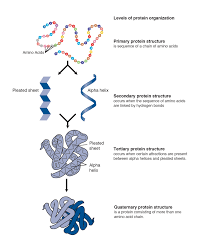 Levels of protein organization
Amino Acids
Primary protein structure
is sequence of a chain of amino acids
Pleated sheet
Alpha helix
Secondary protein structure
occurs when the sequence of amino acids
are linked by hydrogen bonds
Pleated
sheet
Tertiary protein structure
occurs when certain attractions are present
between alpha helices and pleated sheets
Alpha
helix
Quaternary protein structure
is a protein consisting of more than one
amino acid chain